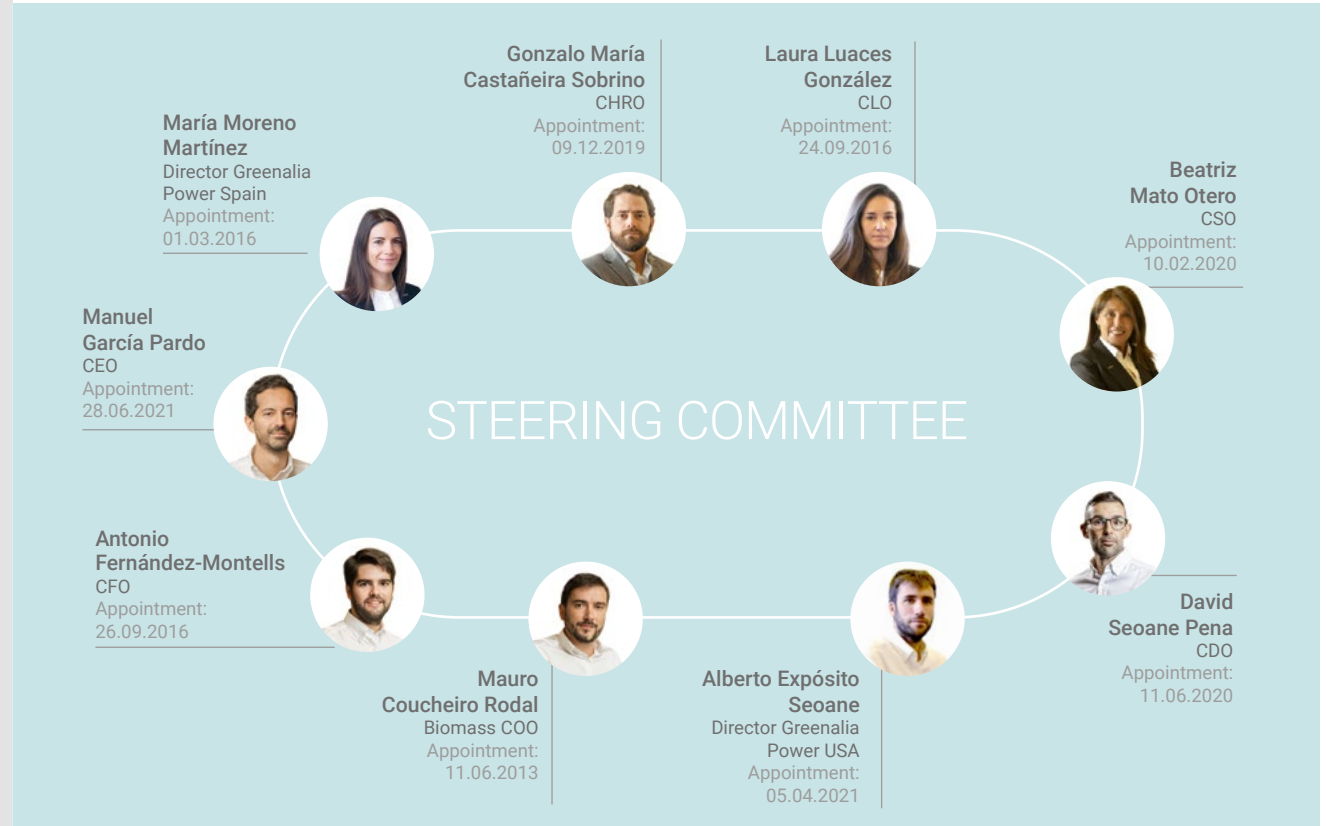 Gonzalo María
Castañeira Sobrino
CHRO
Appointment:
09.12.2019
Laura Luaces
González
CLO
Appointment:
24.09.2016
María Moreno
Martínez
Director Greenalia
Power Spain
Appointment:
01.03.2016
Beatriz
Mato Otero
CSO
Appointment:
10.02.2020
Manuel
García Pardo
CEO
Appointment:
28.06.2021
STEERING COMMITTEE
Antonio
Fernández-Montells
CFO
Appointment:
26.09.2016
David
Seoane Pena
CDO
Appointment:
11.06.2020
Mauro
Coucheiro Rodal
Biomass COO
Appointment:
11.06.2013
Alberto Expósito
Seoane
Director Greenalia
Power USA
Appointment:
05.04.2021